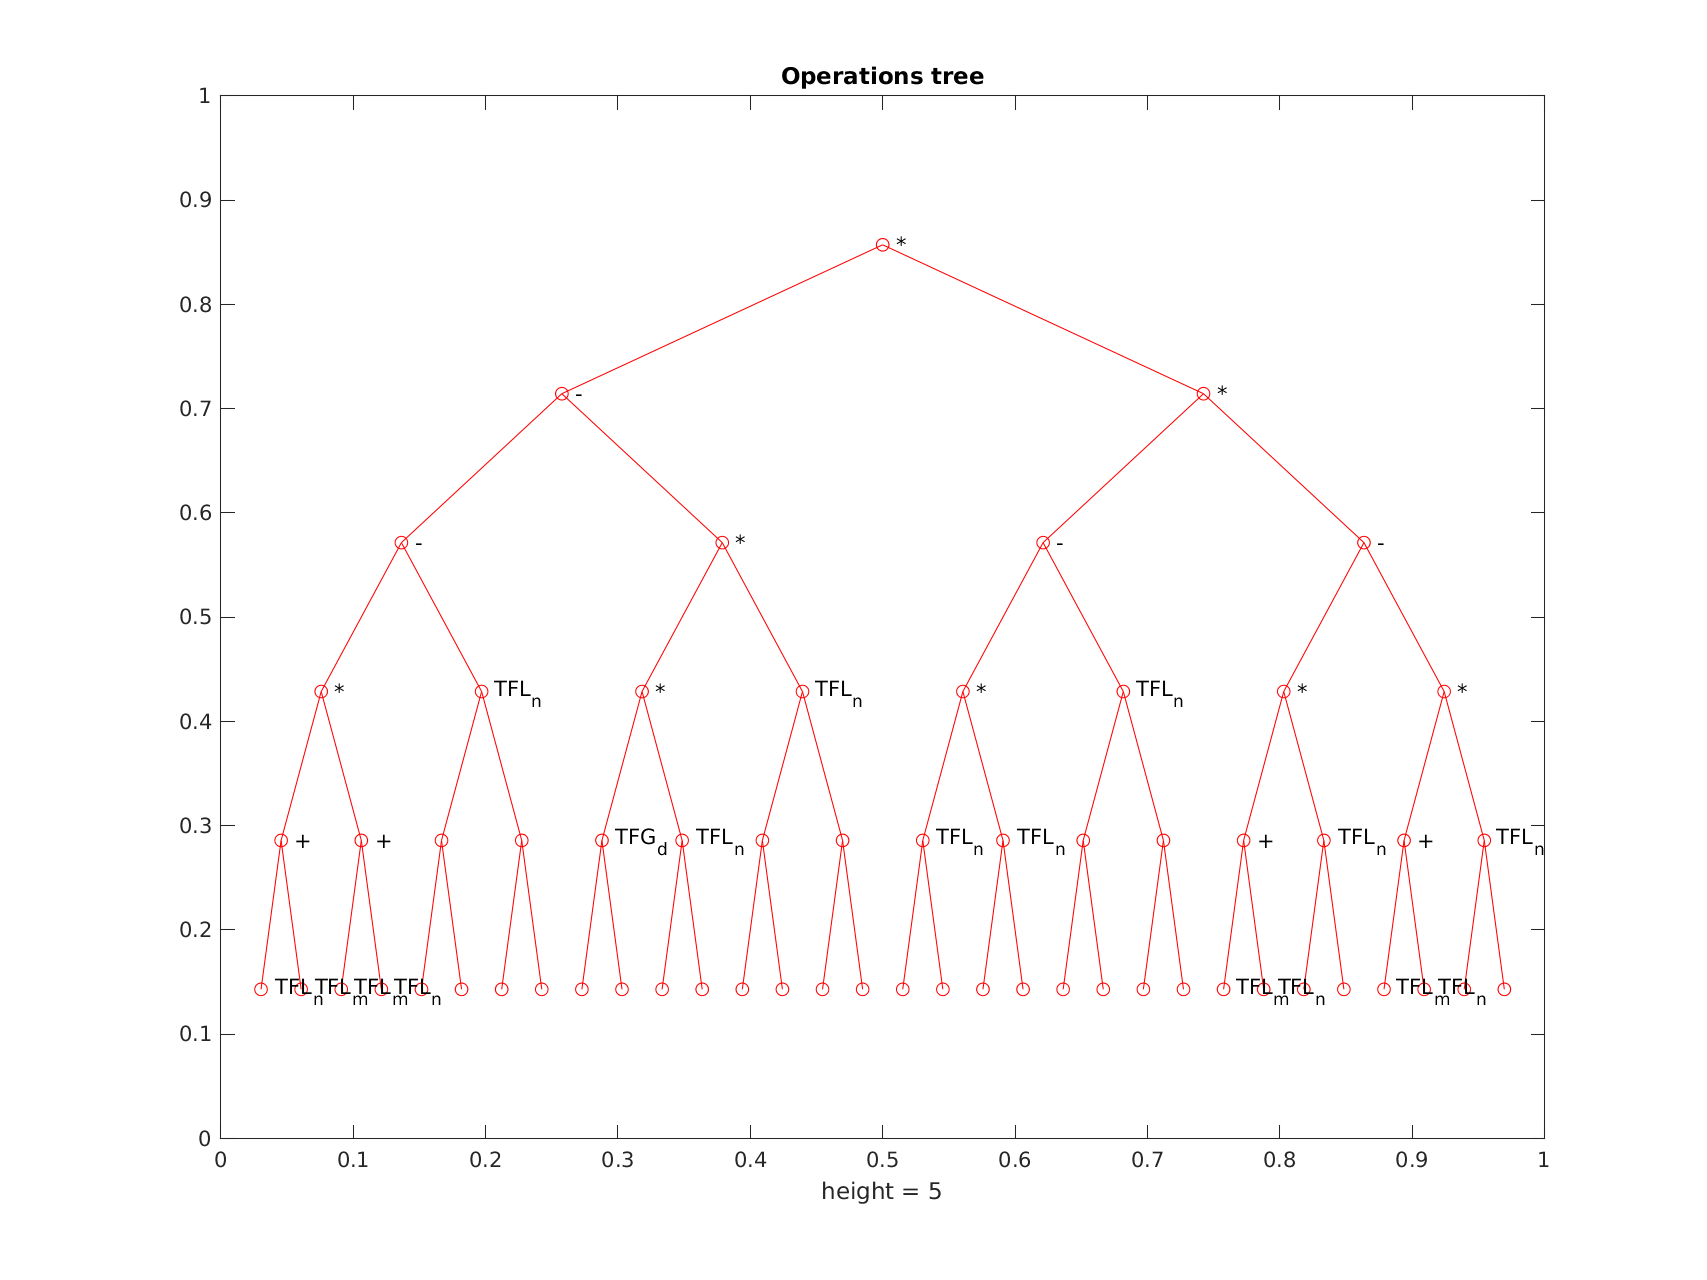 Operations tree
1
0.9
*
0.8
- *
0.7
0.6
- * - -
0.5
* TFL_n * TFL_n * TFL_n * *
0.4
0.3
+ + TFG_d TFL_n TFL_n TFL_n + TFL_n + TFL_n
0.2
TFL_n TFL_m TFL_m TFL_n TFL_m TFL_n TFL_m TFL_n
0.1
0
0 0.1 0.2 0.3 0.4 0.5 0.6 0.7 0.8 0.9 1
height = 5